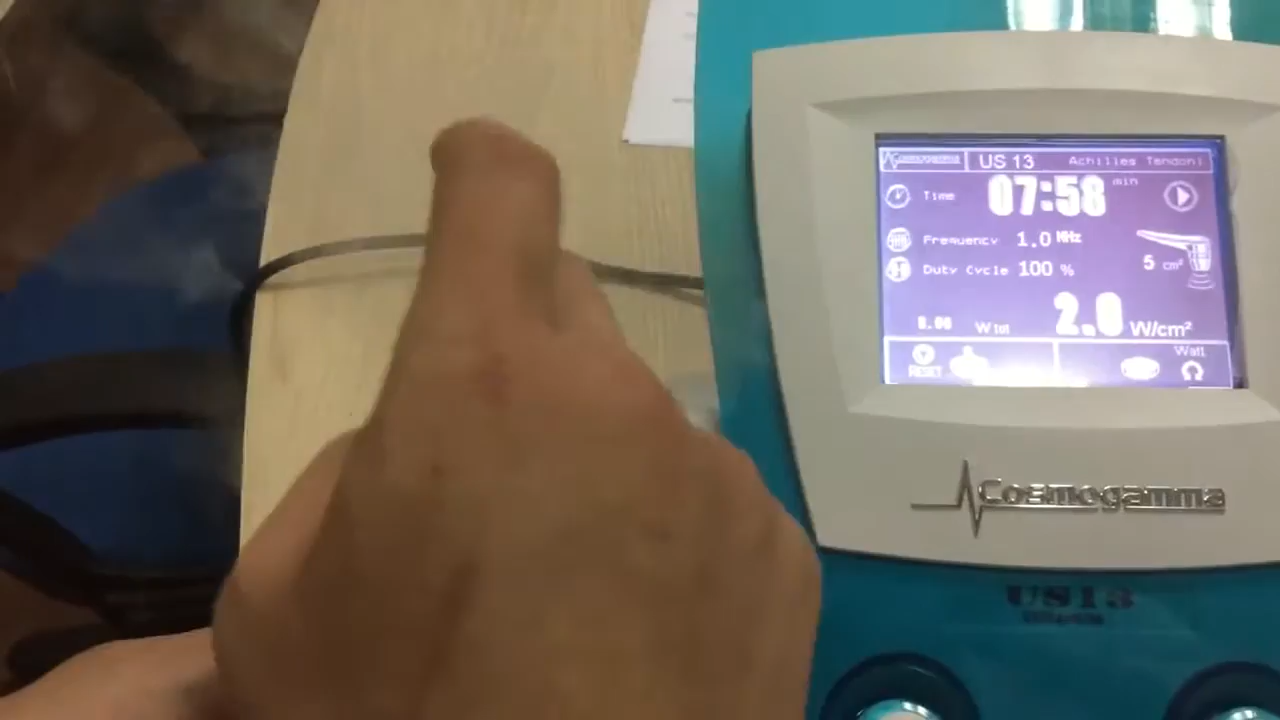 Cosmogamma US 13 Achilles Tendoni
Time 07:58 min
Frequency 1.0 MHz
Duty Cycle 100 % 5 cm²
0.00 W tot 2.0 W/cm²
RESET Watt
Cosmogamma
US13